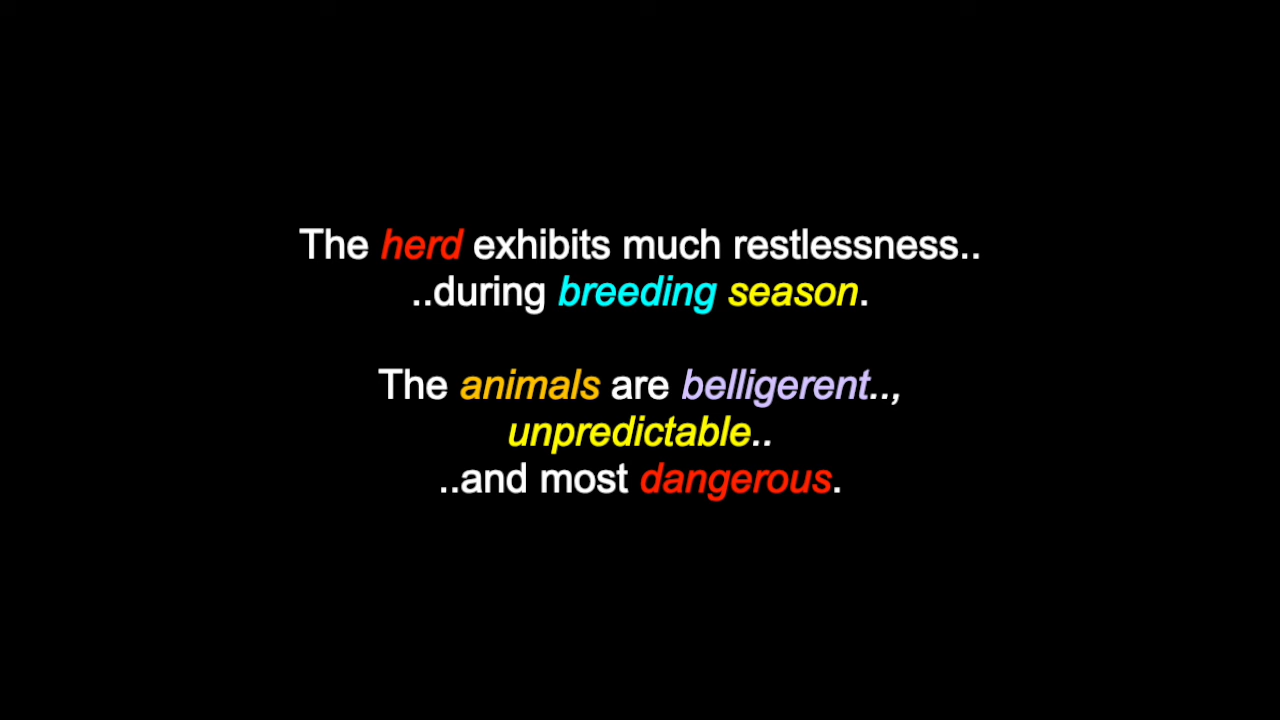 The herd exhibits much restlessness..
..during breeding season.
The animals are belligerent..,
unpredictable..
..and most dangerous.